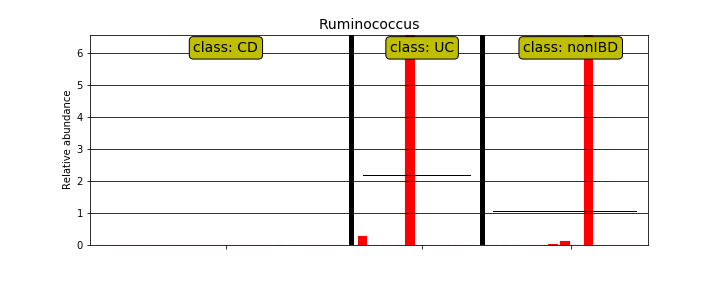 Ruminococcus
class: CD
class: UC
class: nonIBD
Relative abundance
6
5
4
3
2
1
0